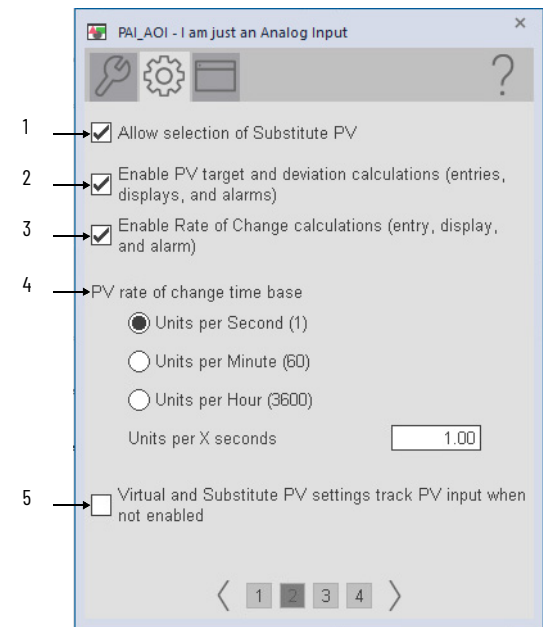 PAI_AOI - I am just an Analog Input
×
?
1
Allow selection of Substitute PV
2
Enable PV target and deviation calculations (entries,
displays, and alarms)
3
Enable Rate of Change calculations (entry, display,
and alarm)
4
PV rate of change time base
Units per Second (1)
Units per Minute (60)
Units per Hour (3600)
Units per X seconds 1.00
5
Virtual and Substitute PV settings track PV input when
not enabled
1 2 3 4